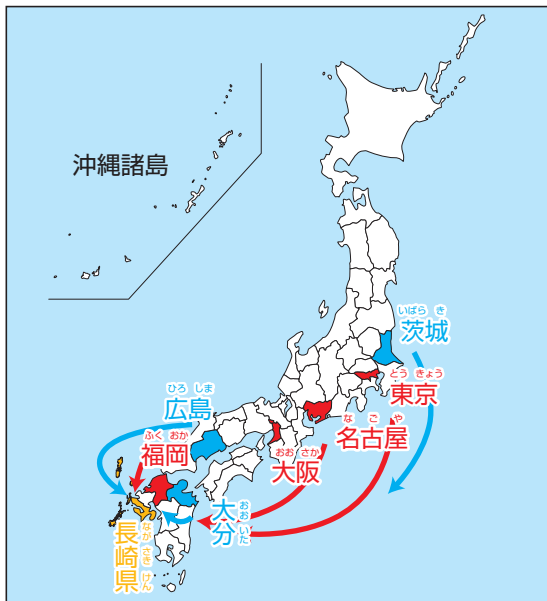 沖縄諸島
いばら き
茨城
とう きょう
東京
ひろ しま
広島
な ご や
名古屋
ふく おか
福岡
おお さか
大阪
おお いた
大分
なが さき けん
長崎県